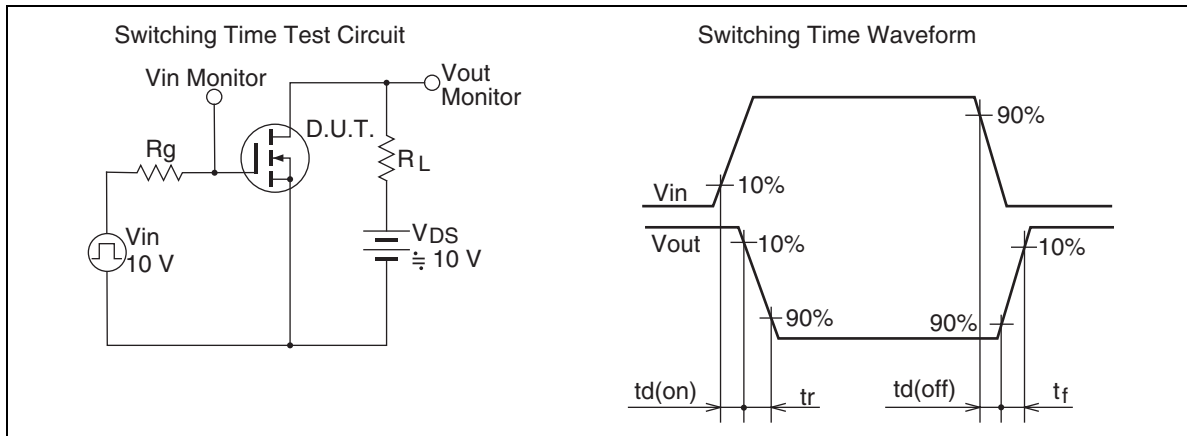 Switching Time Test Circuit
Vin Monitor
Vout
Monitor
D.U.T.
Rg
RL
Vin
10 V
VDS
≒ 10 V
Switching Time Waveform
90%
10%
Vin
Vout
10%
10%
90%
90%
td(on)
tr
td(off)
tf